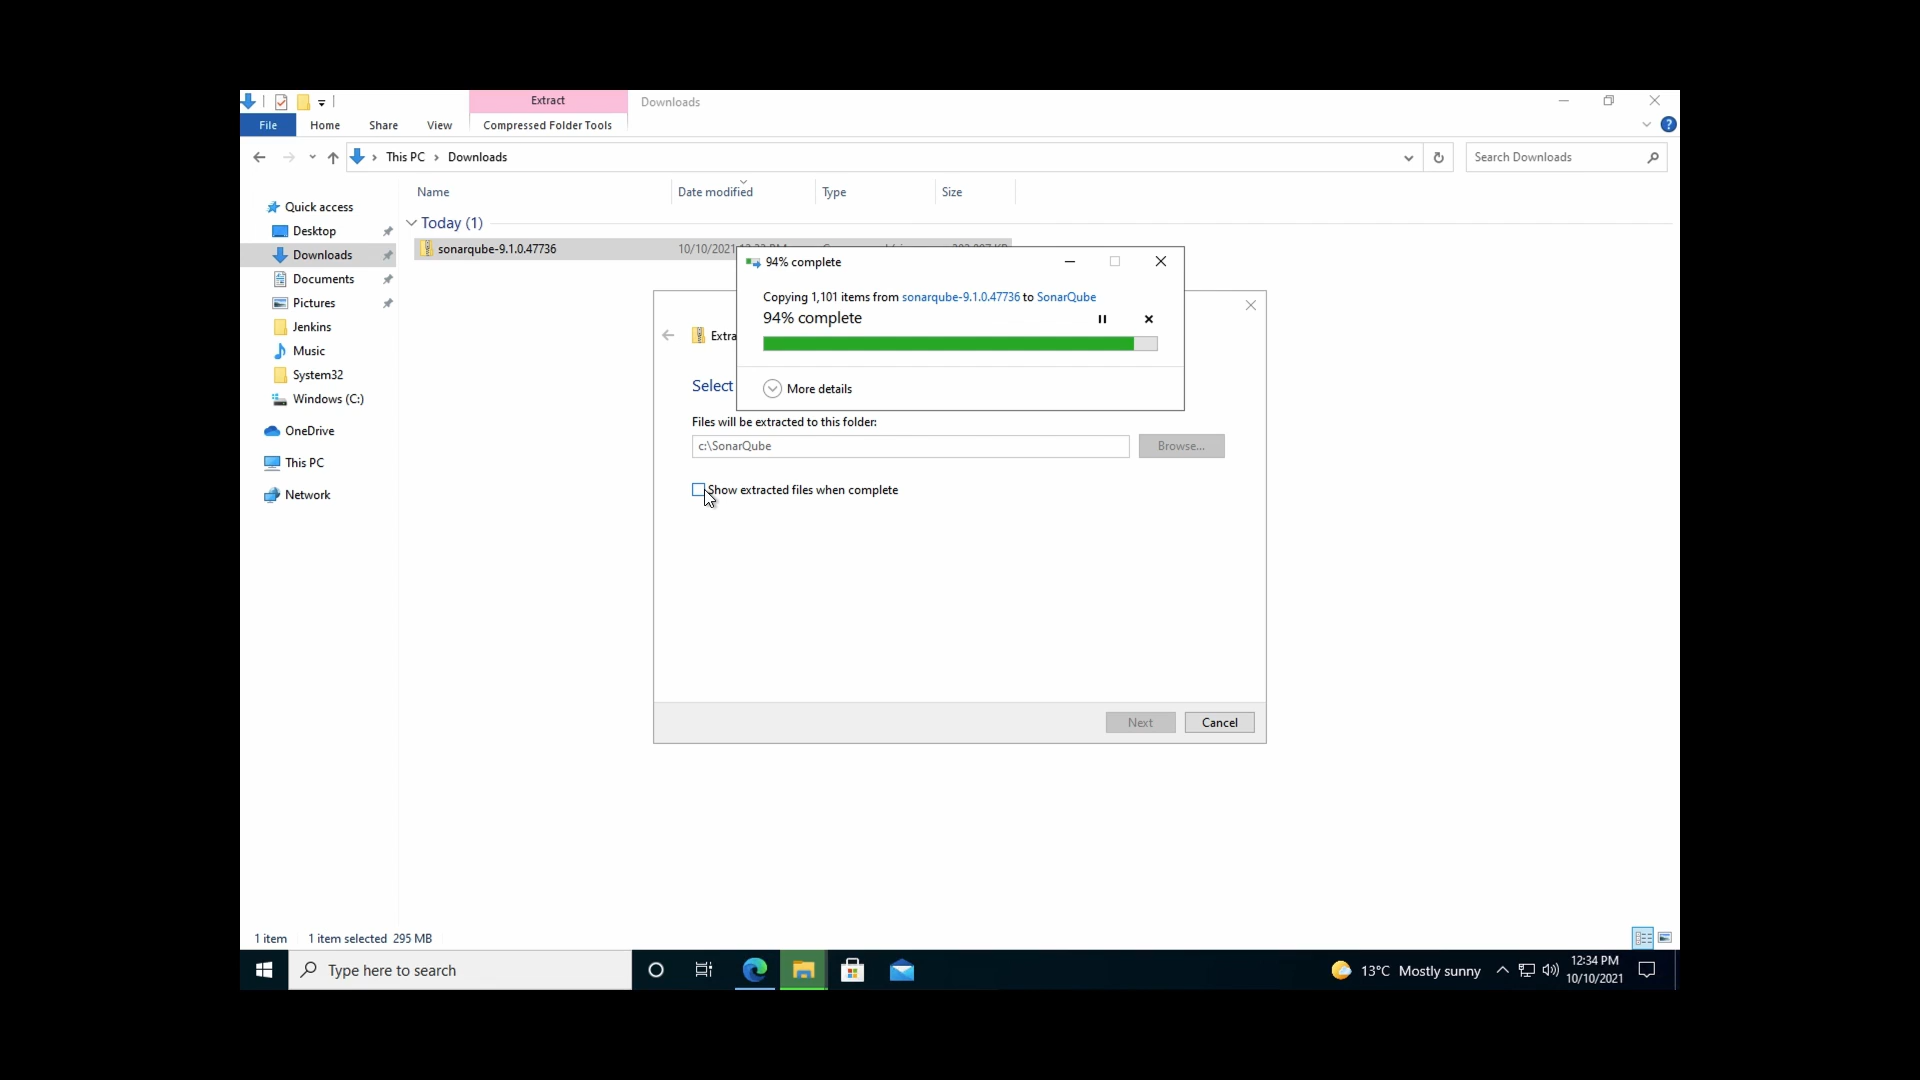 Extract
Downloads
File
Home
Share
View
Compressed Folder Tools
This PC
Downloads
Search Downloads
Name
Date modified
Type
Size
Quick access
Desktop
Downloads
Documents
Pictures
Jenkins
Music
System32
Windows (C:)
OneDrive
This PC
Network
Today (1)
sonarqube-9.1.0.47736
10/10/2021
94% complete
Copying 1,101 items from sonarqube-9.1.0.47736 to SonarQube
94% complete
More details
Extra
Select
Files will be extracted to this folder:
c:\SonarQube
Browse...
Show extracted files when complete
Next
Cancel
1 item
1 item selected 295 MB
Type here to search
13°C Mostly sunny
12:34 PM
10/10/2021